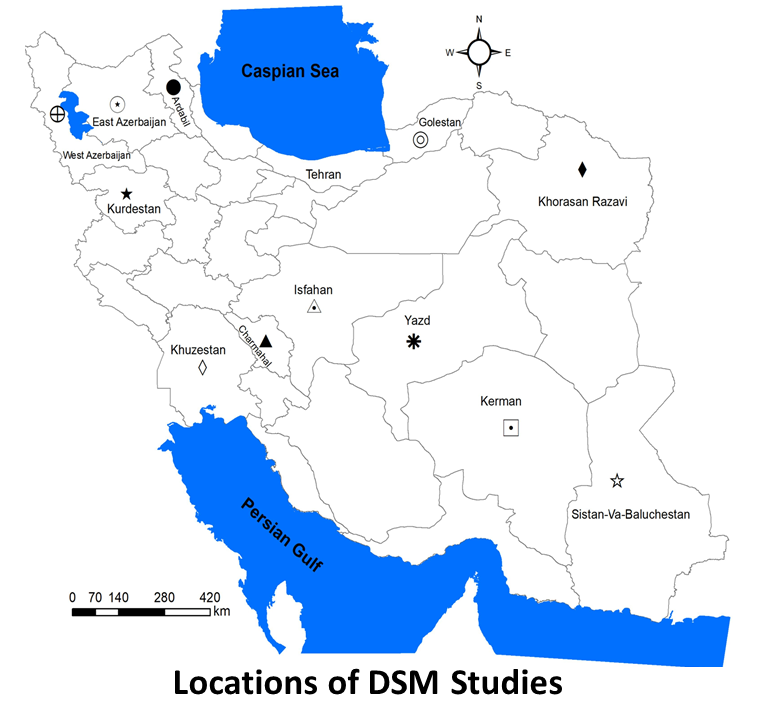 N
W E
S
Caspian Sea
Ardabil
East Azerbaijan
Golestan
West Azerbaijan
Tehran
Khorasan Razavi
Kurdestan
Isfahan
Yazd
Charmahal
Khuzestan
Kerman
Sistan-Va-Baluchestan
Persian Gulf
0 70 140 280 420
km
Locations of DSM Studies